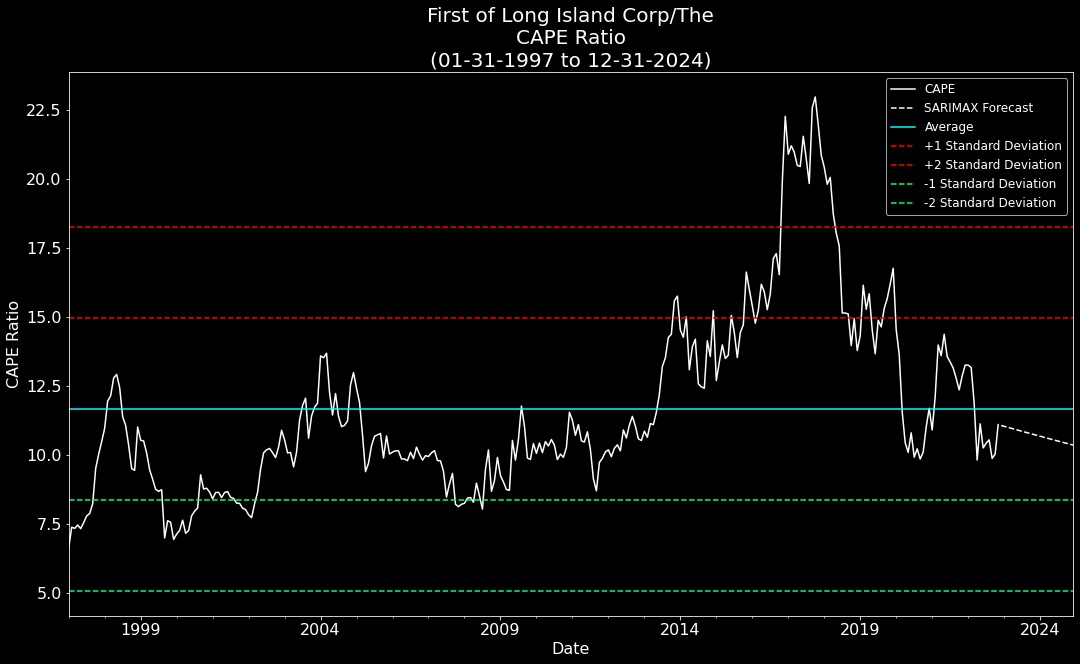 First of Long Island Corp/The
CAPE Ratio
(01-31-1997 to 12-31-2024)
CAPE
SARIMAX Forecast
Average
+1 Standard Deviation
+2 Standard Deviation
-1 Standard Deviation
-2 Standard Deviation
CAPE Ratio
22.5
20.0
17.5
15.0
12.5
10.0
7.5
5.0
1999
2004
2009
2014
2019
2024
Date